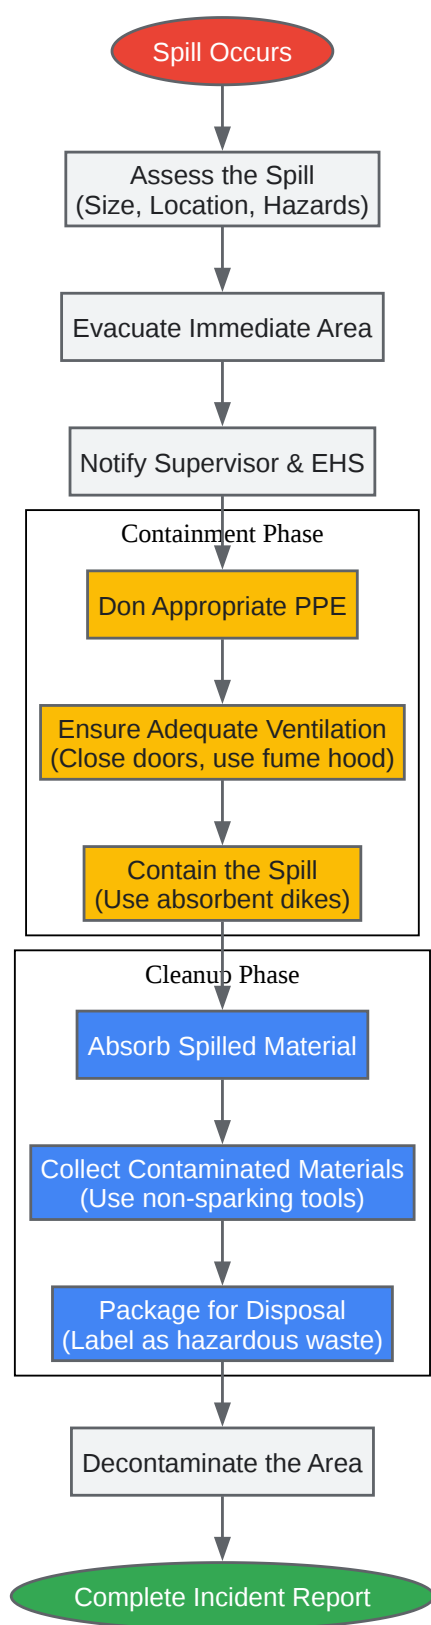 Spill Occurs
Assess the Spill
(Size, Location, Hazards)
Evacuate Immediate Area
Notify Supervisor & EHS
Containment Phase
Don Appropriate PPE
Ensure Adequate Ventilation
(Close doors, use fume hood)
Contain the Spill
(Use absorbent dikes)
Cleanup Phase
Absorb Spilled Material
Collect Contaminated Materials
(Use non-sparking tools)
Package for Disposal
(Label as hazardous waste)
Decontaminate the Area
Complete Incident Report